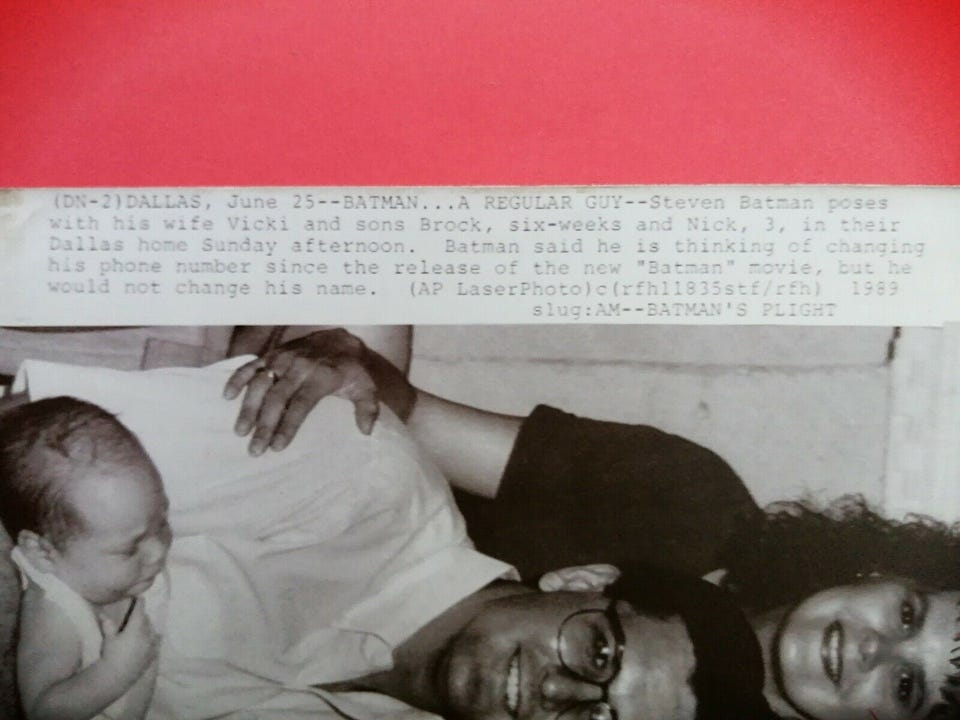 (DN-2)DALLAS, June 25--BATMAN...A REGULAR GUY--Steven Batman poses
with his wife Vicki and sons Brock, six-weeks and Nick, 3, in their
Dallas home Sunday afternoon.  Batman said he is thinking of changing
his phone number since the release of the new "Batman" movie, but he
would not change his name.  (AP LaserPhoto)c(rfh11835stf/rfh)  1989
slug:AM--BATMAN'S PLIGHT